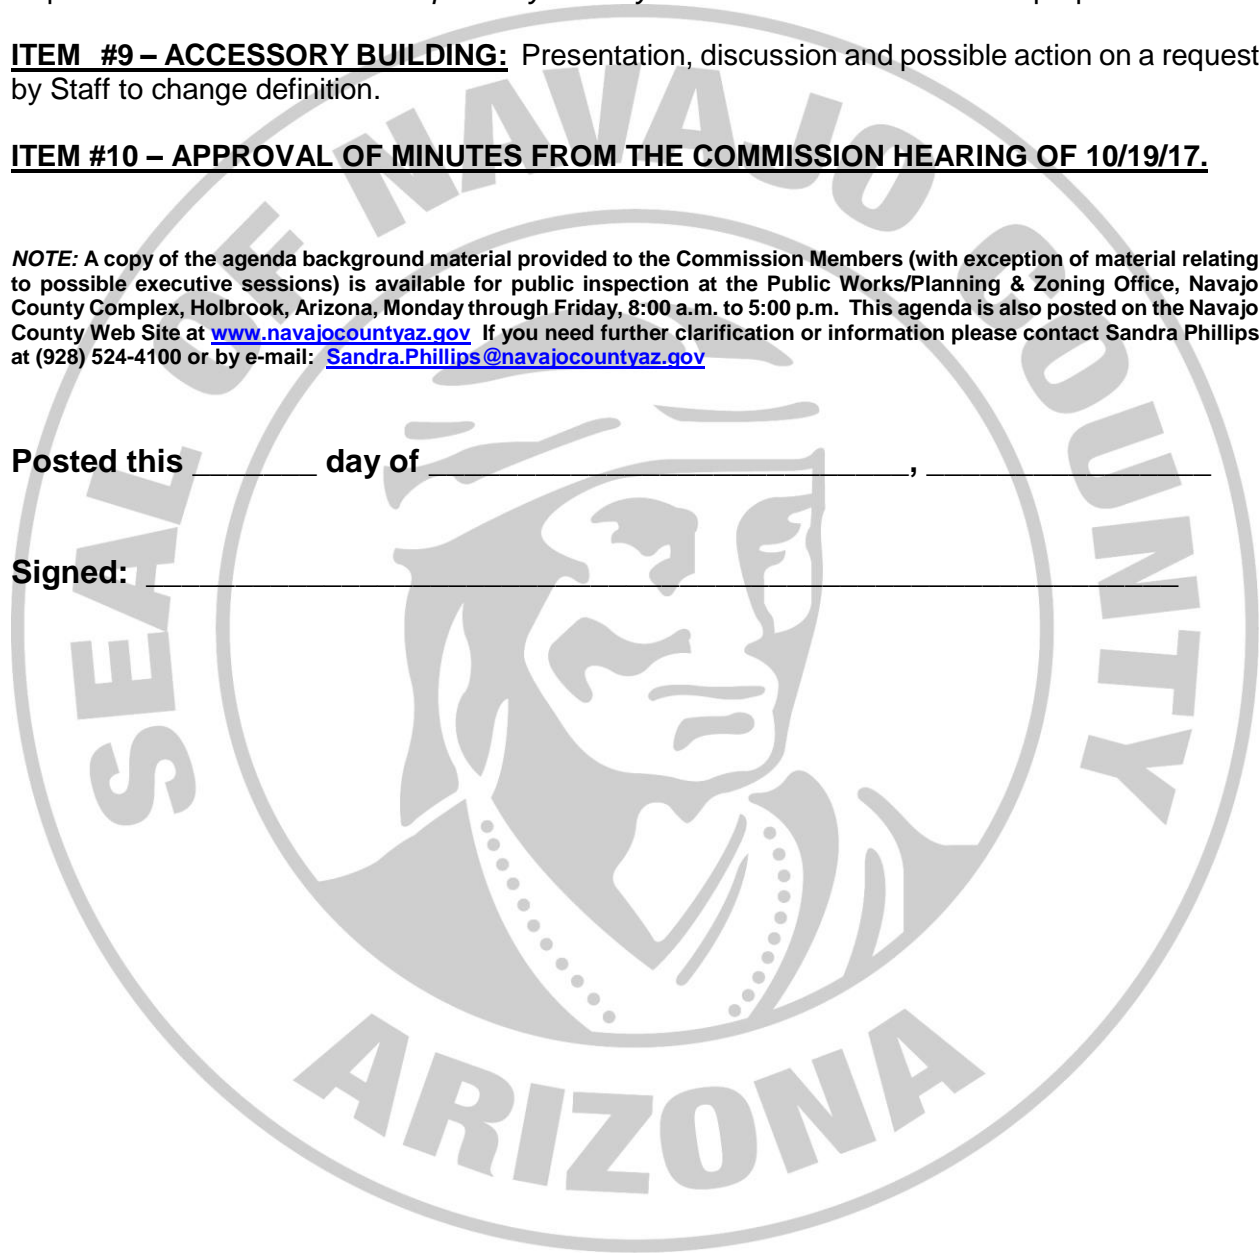 ITEM #9 – ACCESSORY BUILDING: Presentation, discussion and possible action on a request
by Staff to change definition.
ITEM #10 – APPROVAL OF MINUTES FROM THE COMMISSION HEARING OF 10/19/17.
NOTE: A copy of the agenda background material provided to the Commission Members (with exception of material relating
to possible executive sessions) is available for public inspection at the Public Works/Planning & Zoning Office, Navajo
County Complex, Holbrook, Arizona, Monday through Friday, 8:00 a.m. to 5:00 p.m. This agenda is also posted on the Navajo
County Web Site at www.navajocountyaz.gov If you need further clarification or information please contact Sandra Phillips
at (928) 524-4100 or by e-mail: Sandra.Phillips@navajocountyaz.gov
Posted this _______ day of ___________________________, ________________
Signed: __________________________________________________________
SEAL OF NAVAJO COUNTY
ARIZONA